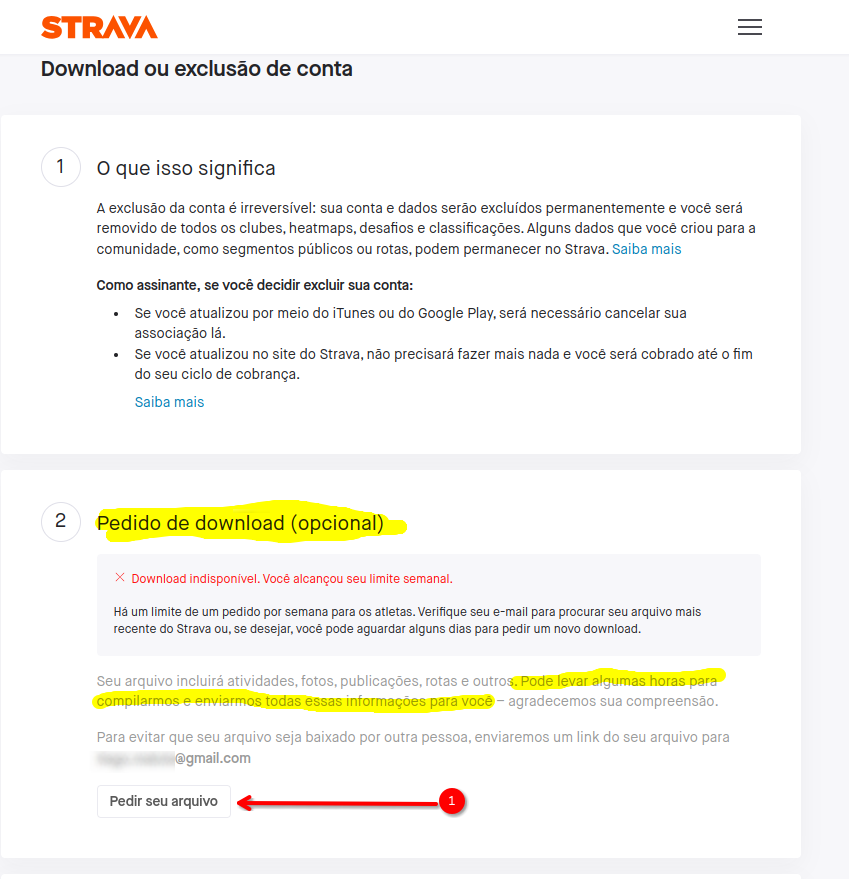 STRAVA
Download ou exclusão de conta
1
O que isso significa
A exclusão da conta é irreversível: sua conta e dados serão excluídos permanentemente e você será
removido de todos os clubes, heatmaps, desafios e classificações. Alguns dados que você criou para a
comunidade, como segmentos públicos ou rotas, podem permanecer no Strava. Saiba mais
Como assinante, se você decidir excluir sua conta:
• Se você atualizou por meio do iTunes ou do Google Play, será necessário cancelar sua
associação lá.
• Se você atualizou no site do Strava, não precisará fazer mais nada e você será cobrado até o fim
do seu ciclo de cobrança.
Saiba mais
2
Pedido de download (opcional)
Download indisponível. Você alcançou seu limite semanal.
Há um limite de um pedido por semana para os atletas. Verifique seu e-mail para procurar seu arquivo mais
recente do Strava ou, se desejar, você pode aguardar alguns dias para pedir um novo download.
Seu arquivo incluirá atividades, fotos, publicações, rotas e outros. Pode levar algumas horas para
compilarmos e enviarmos todas essas informações para você – agradecemos sua compreensão.
Para evitar que seu arquivo seja baixado por outra pessoa, enviaremos um link do seu arquivo para
@gmail.com
Pedir seu arquivo
1